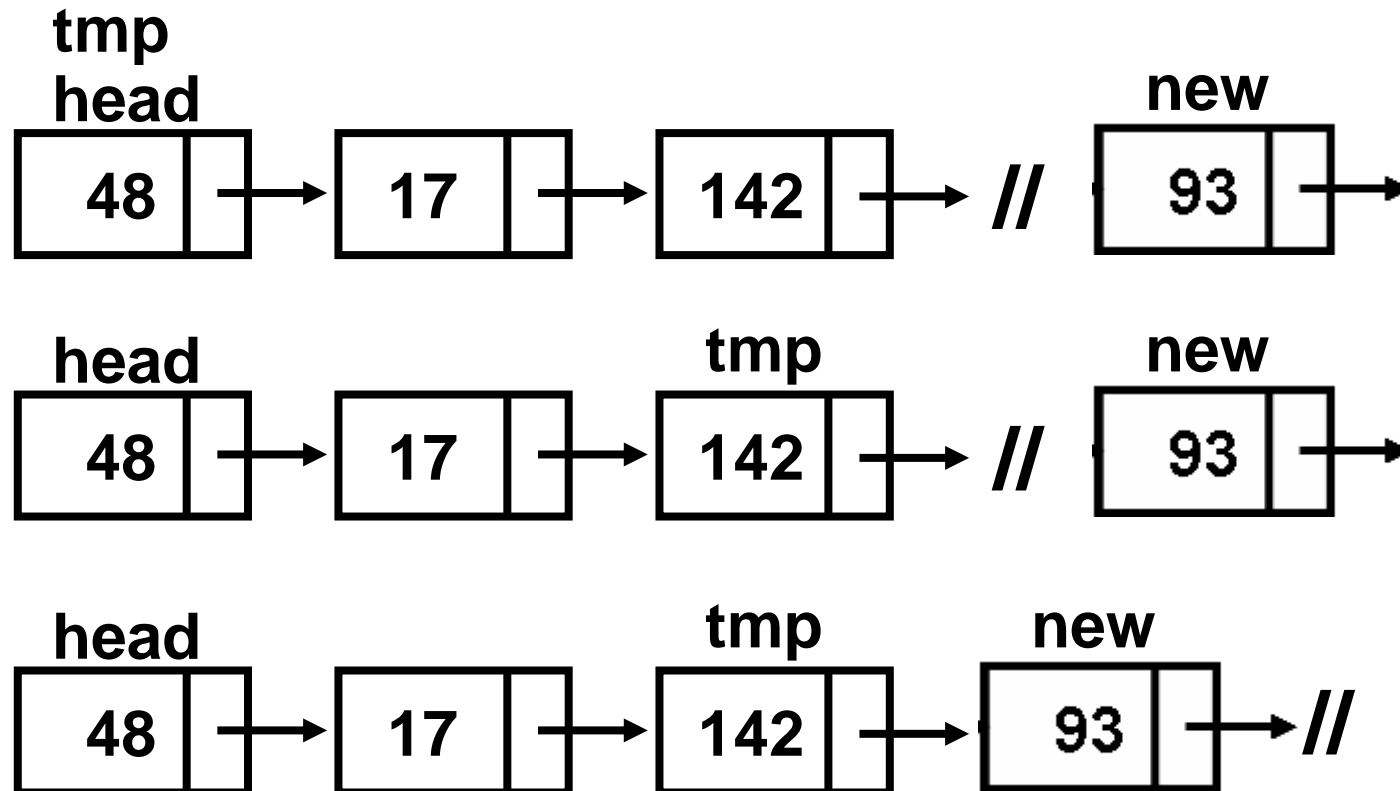 tmp
head new
48 17 142 // 93
head tmp new
48 17 142 // 93
head tmp new
48 17 142 93 //